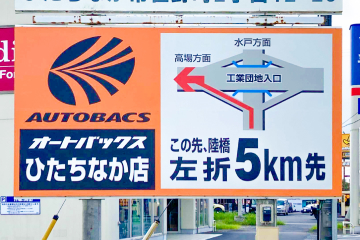 AUTOBACS
オートバックス
ひたちなか店
水戸方面
高場方面
工業団地入口
この先、陸橋
左折5km先